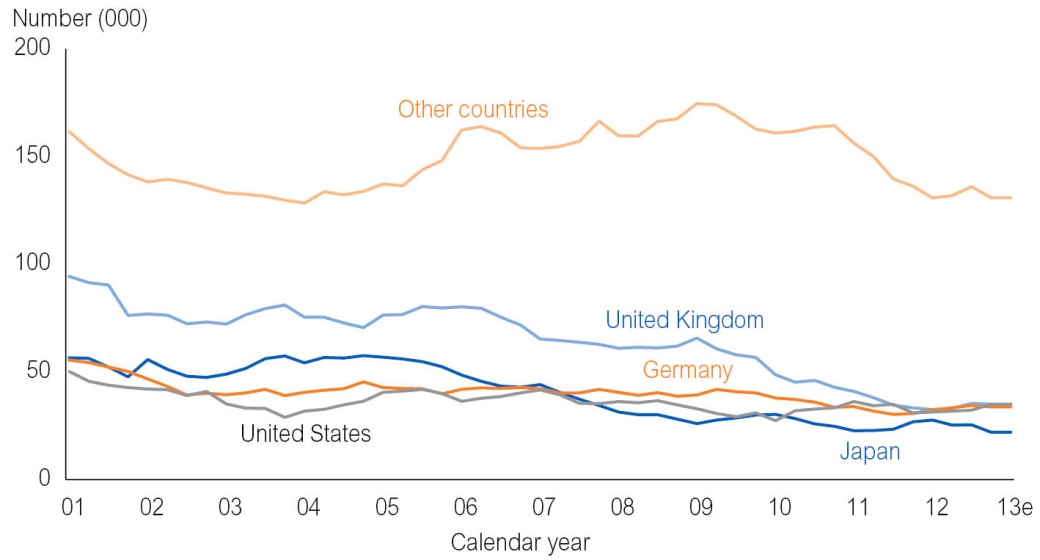 Number (000)
200
Other countries
150
100
United Kingdom
Germany
50
United States
Japan
0
01 02 03 04 05 06 07 08 09 10 11 12 13e
Calendar year